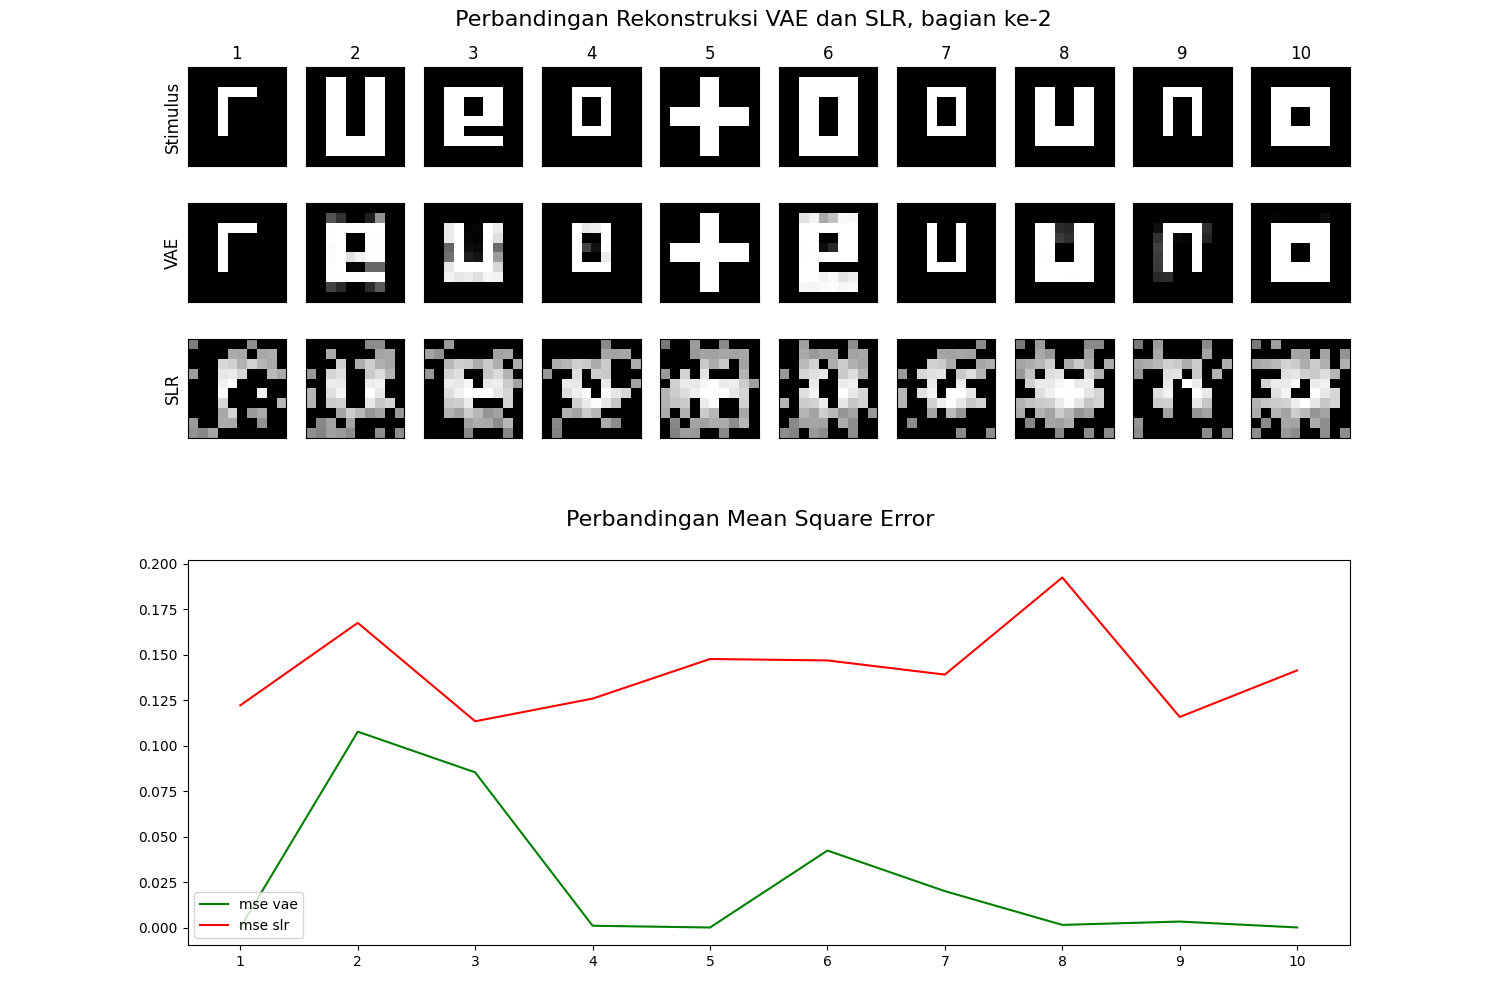 Perbandingan Rekonstruksi VAE dan SLR, bagian ke-2
1 2 3 4 5 6 7 8 9 10
Stimulus
VAE
SLR
Perbandingan Mean Square Error
0.200
0.175
0.150
0.125
0.100
0.075
0.050
0.025
0.000
mse vae
mse slr
1 2 3 4 5 6 7 8 9 10